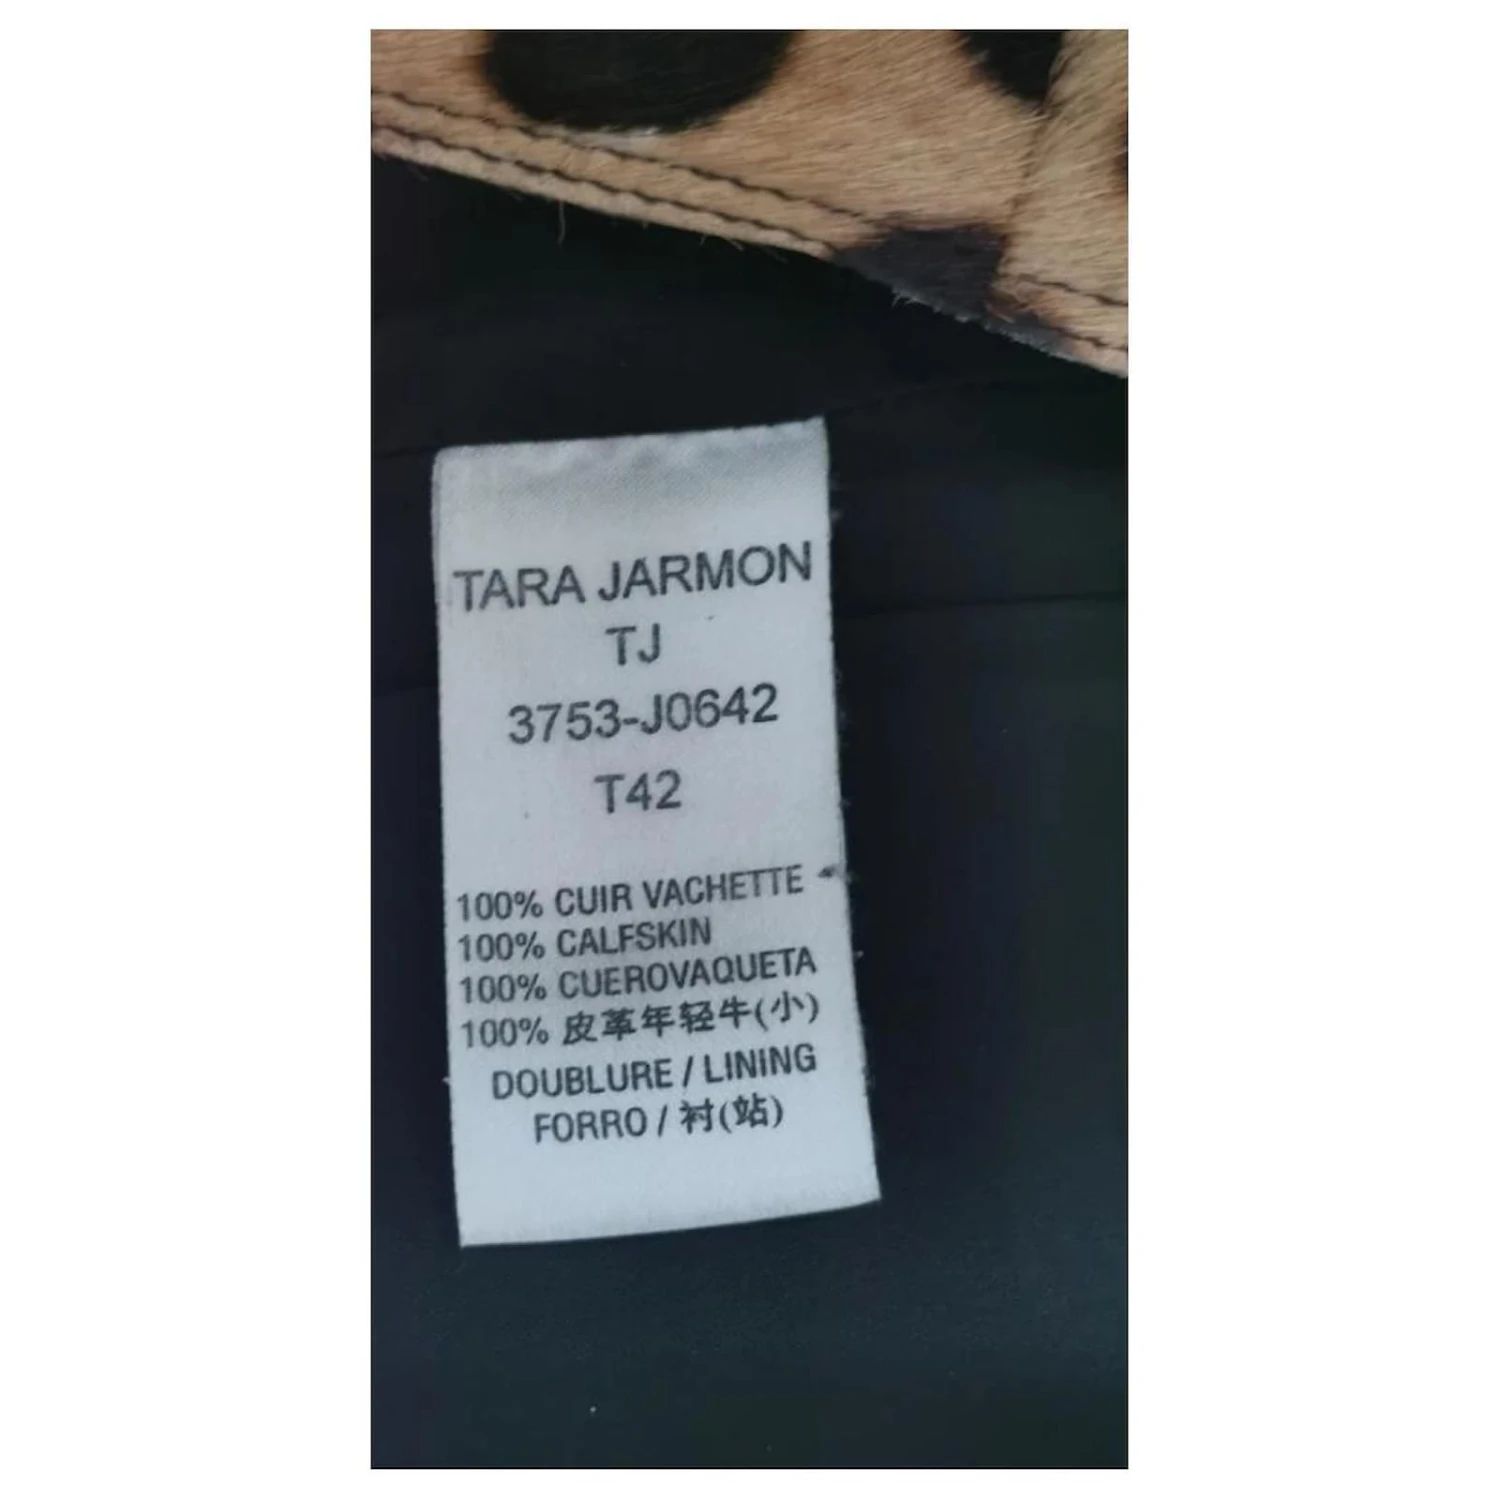 TARA JARMON
TJ
3753-J0642
T42
100% CUIR VACHETTE
100% CALFSKIN
100% CUEROVAQUETA
100% 皮革年轻牛(小)
DOUBLURE / LINING
FORRO / 衬(站)